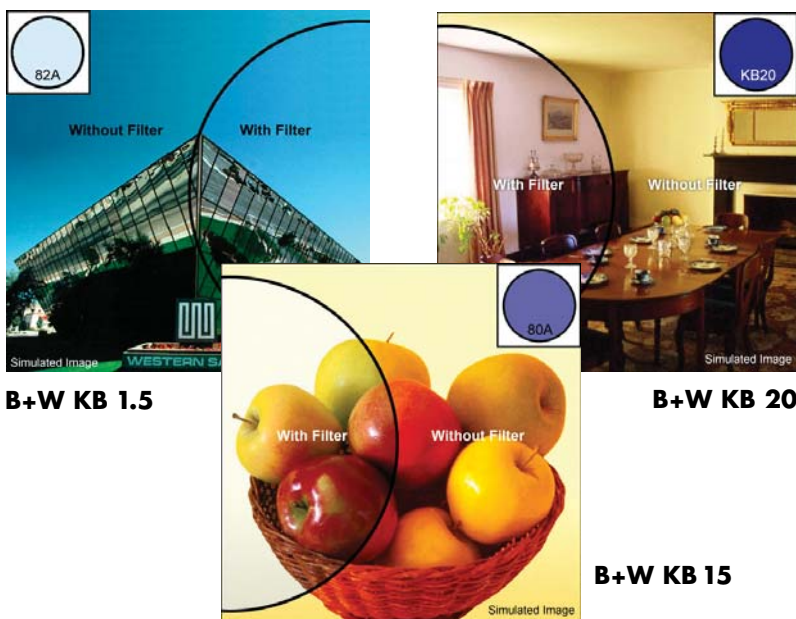 82A
Without Filter
With Filter
Simulated Image
WESTERN SA
B+W KB 1.5
KB20
With Filter
Without Filter
Simulated Image
B+W KB 20
80A
With Filter
Without Filter
Simulated Image
B+W KB 15